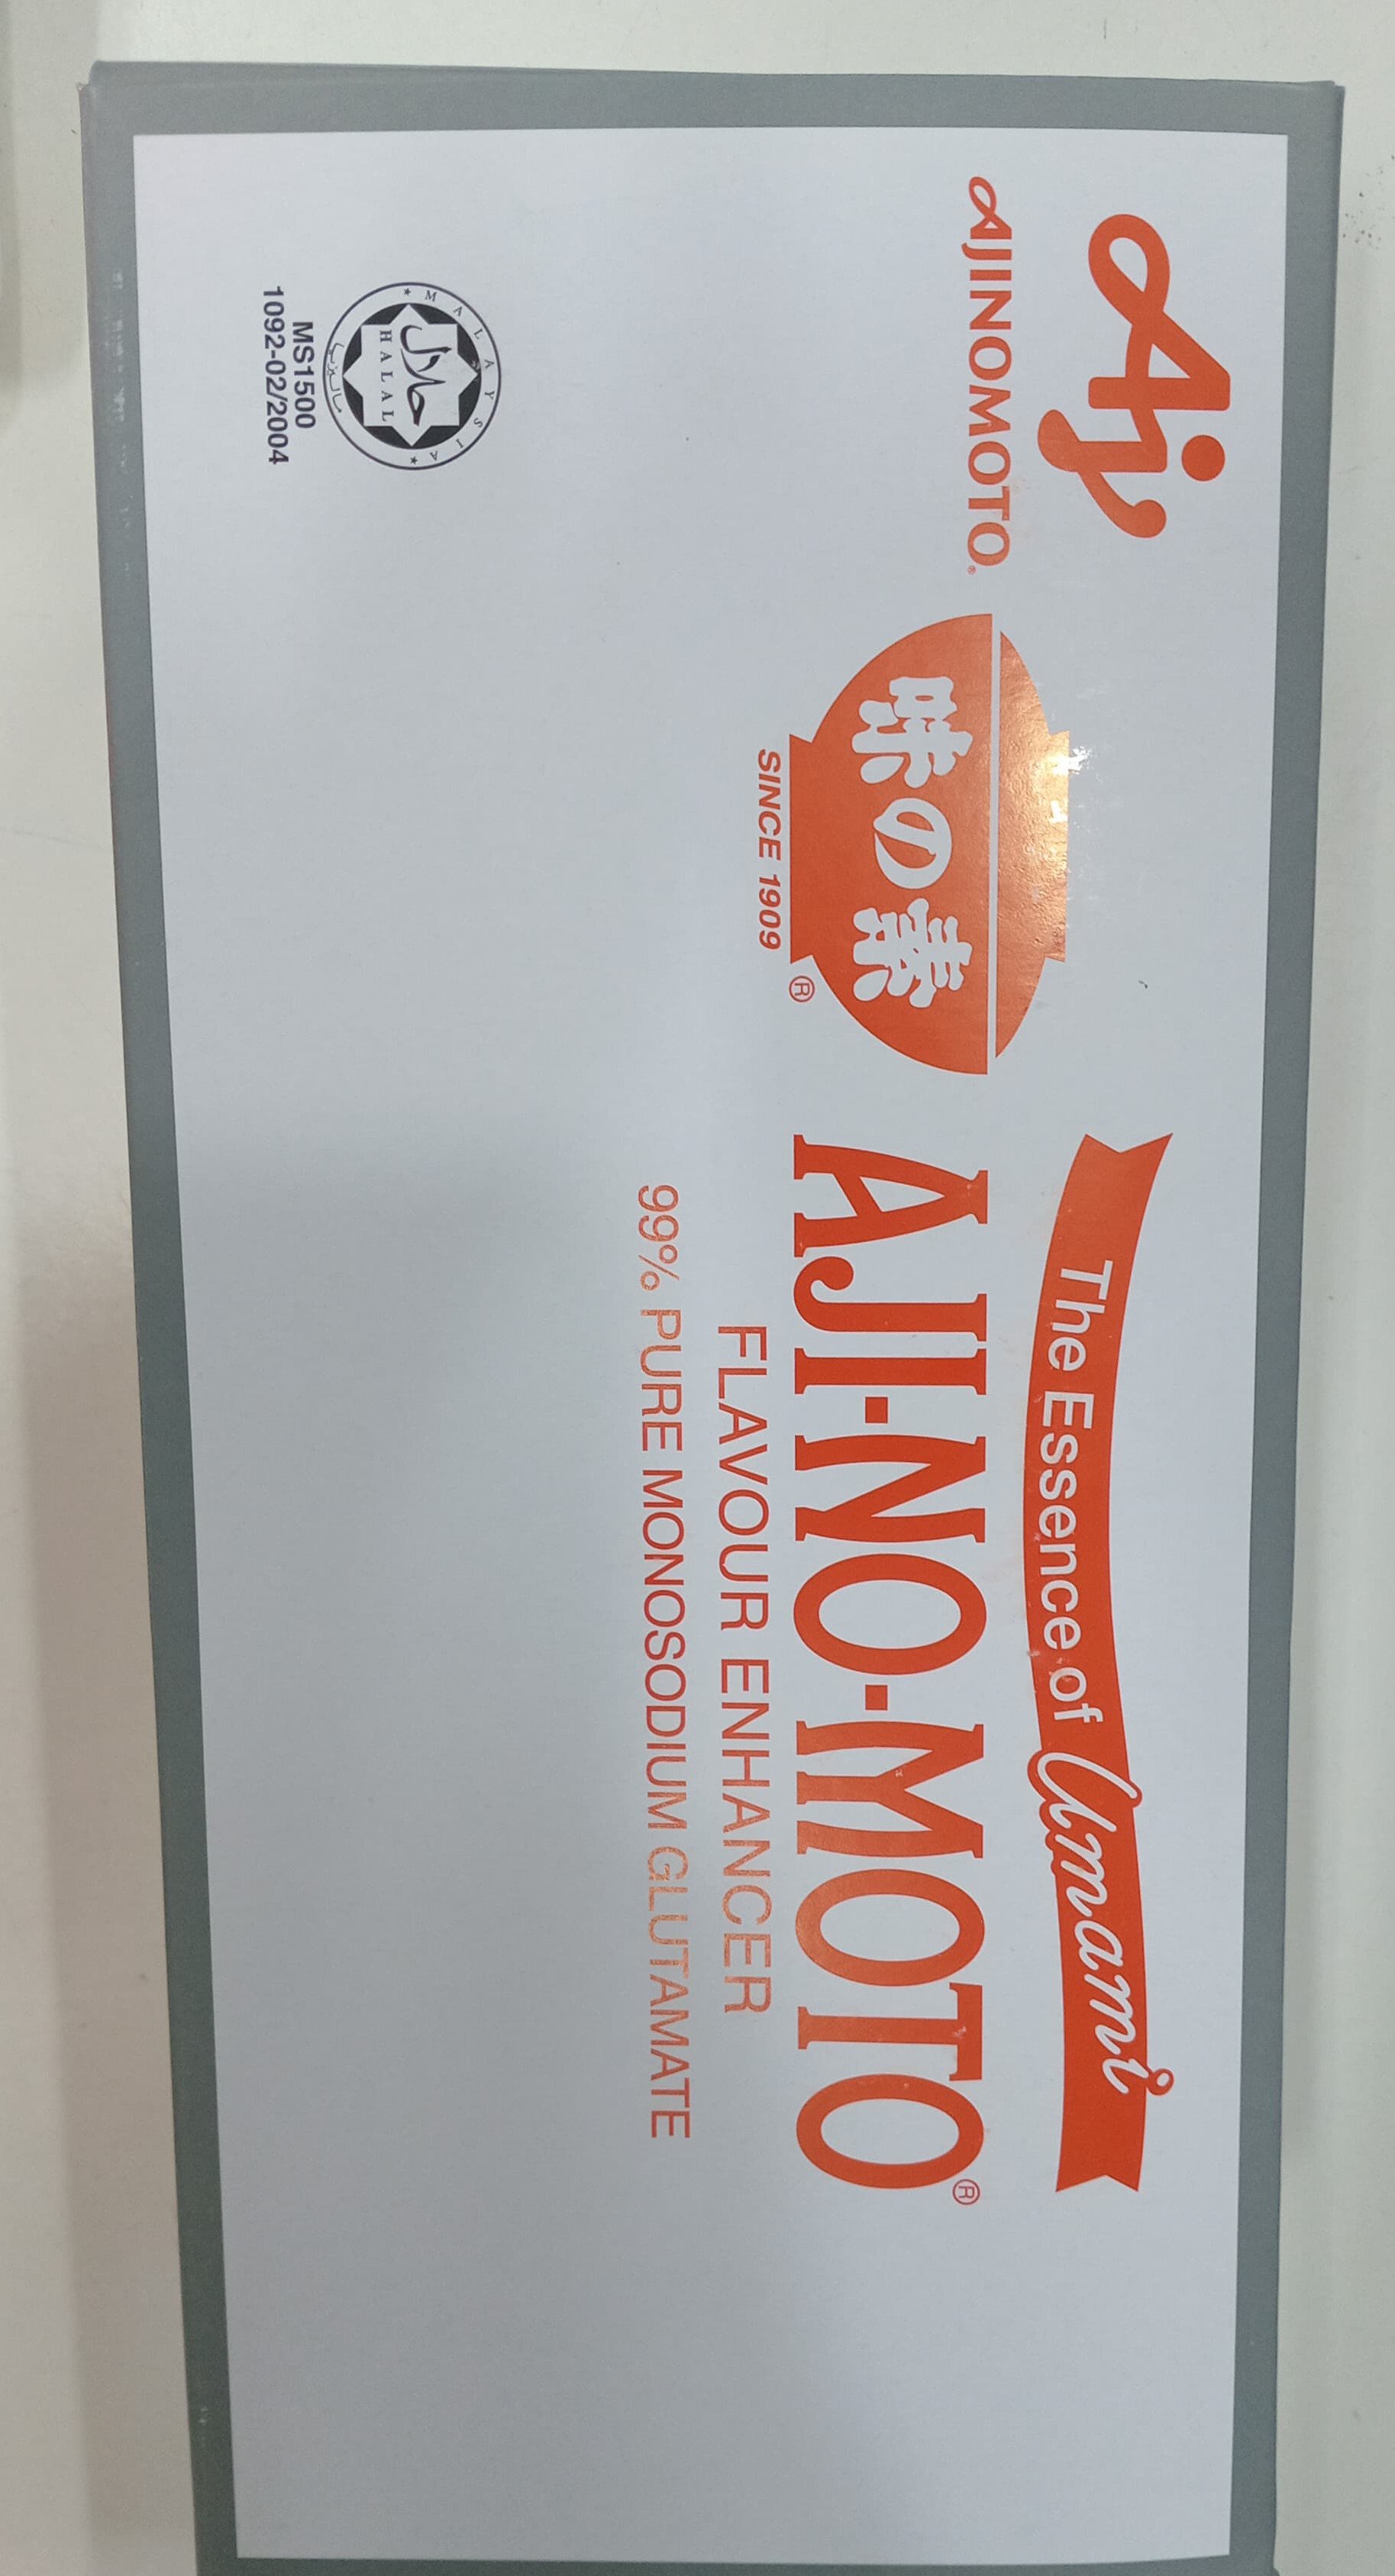 Aj
AJINOMOTO®
味の素
SINCE 1909
®
The Essence of Umami
AJI-NO-MOTO®
FLAVOUR ENHANCER
99% PURE MONOSODIUM GLUTAMATE
MALAYSIA
حلال
HALAL
ماليزيا
MS1500
1092-02/2004